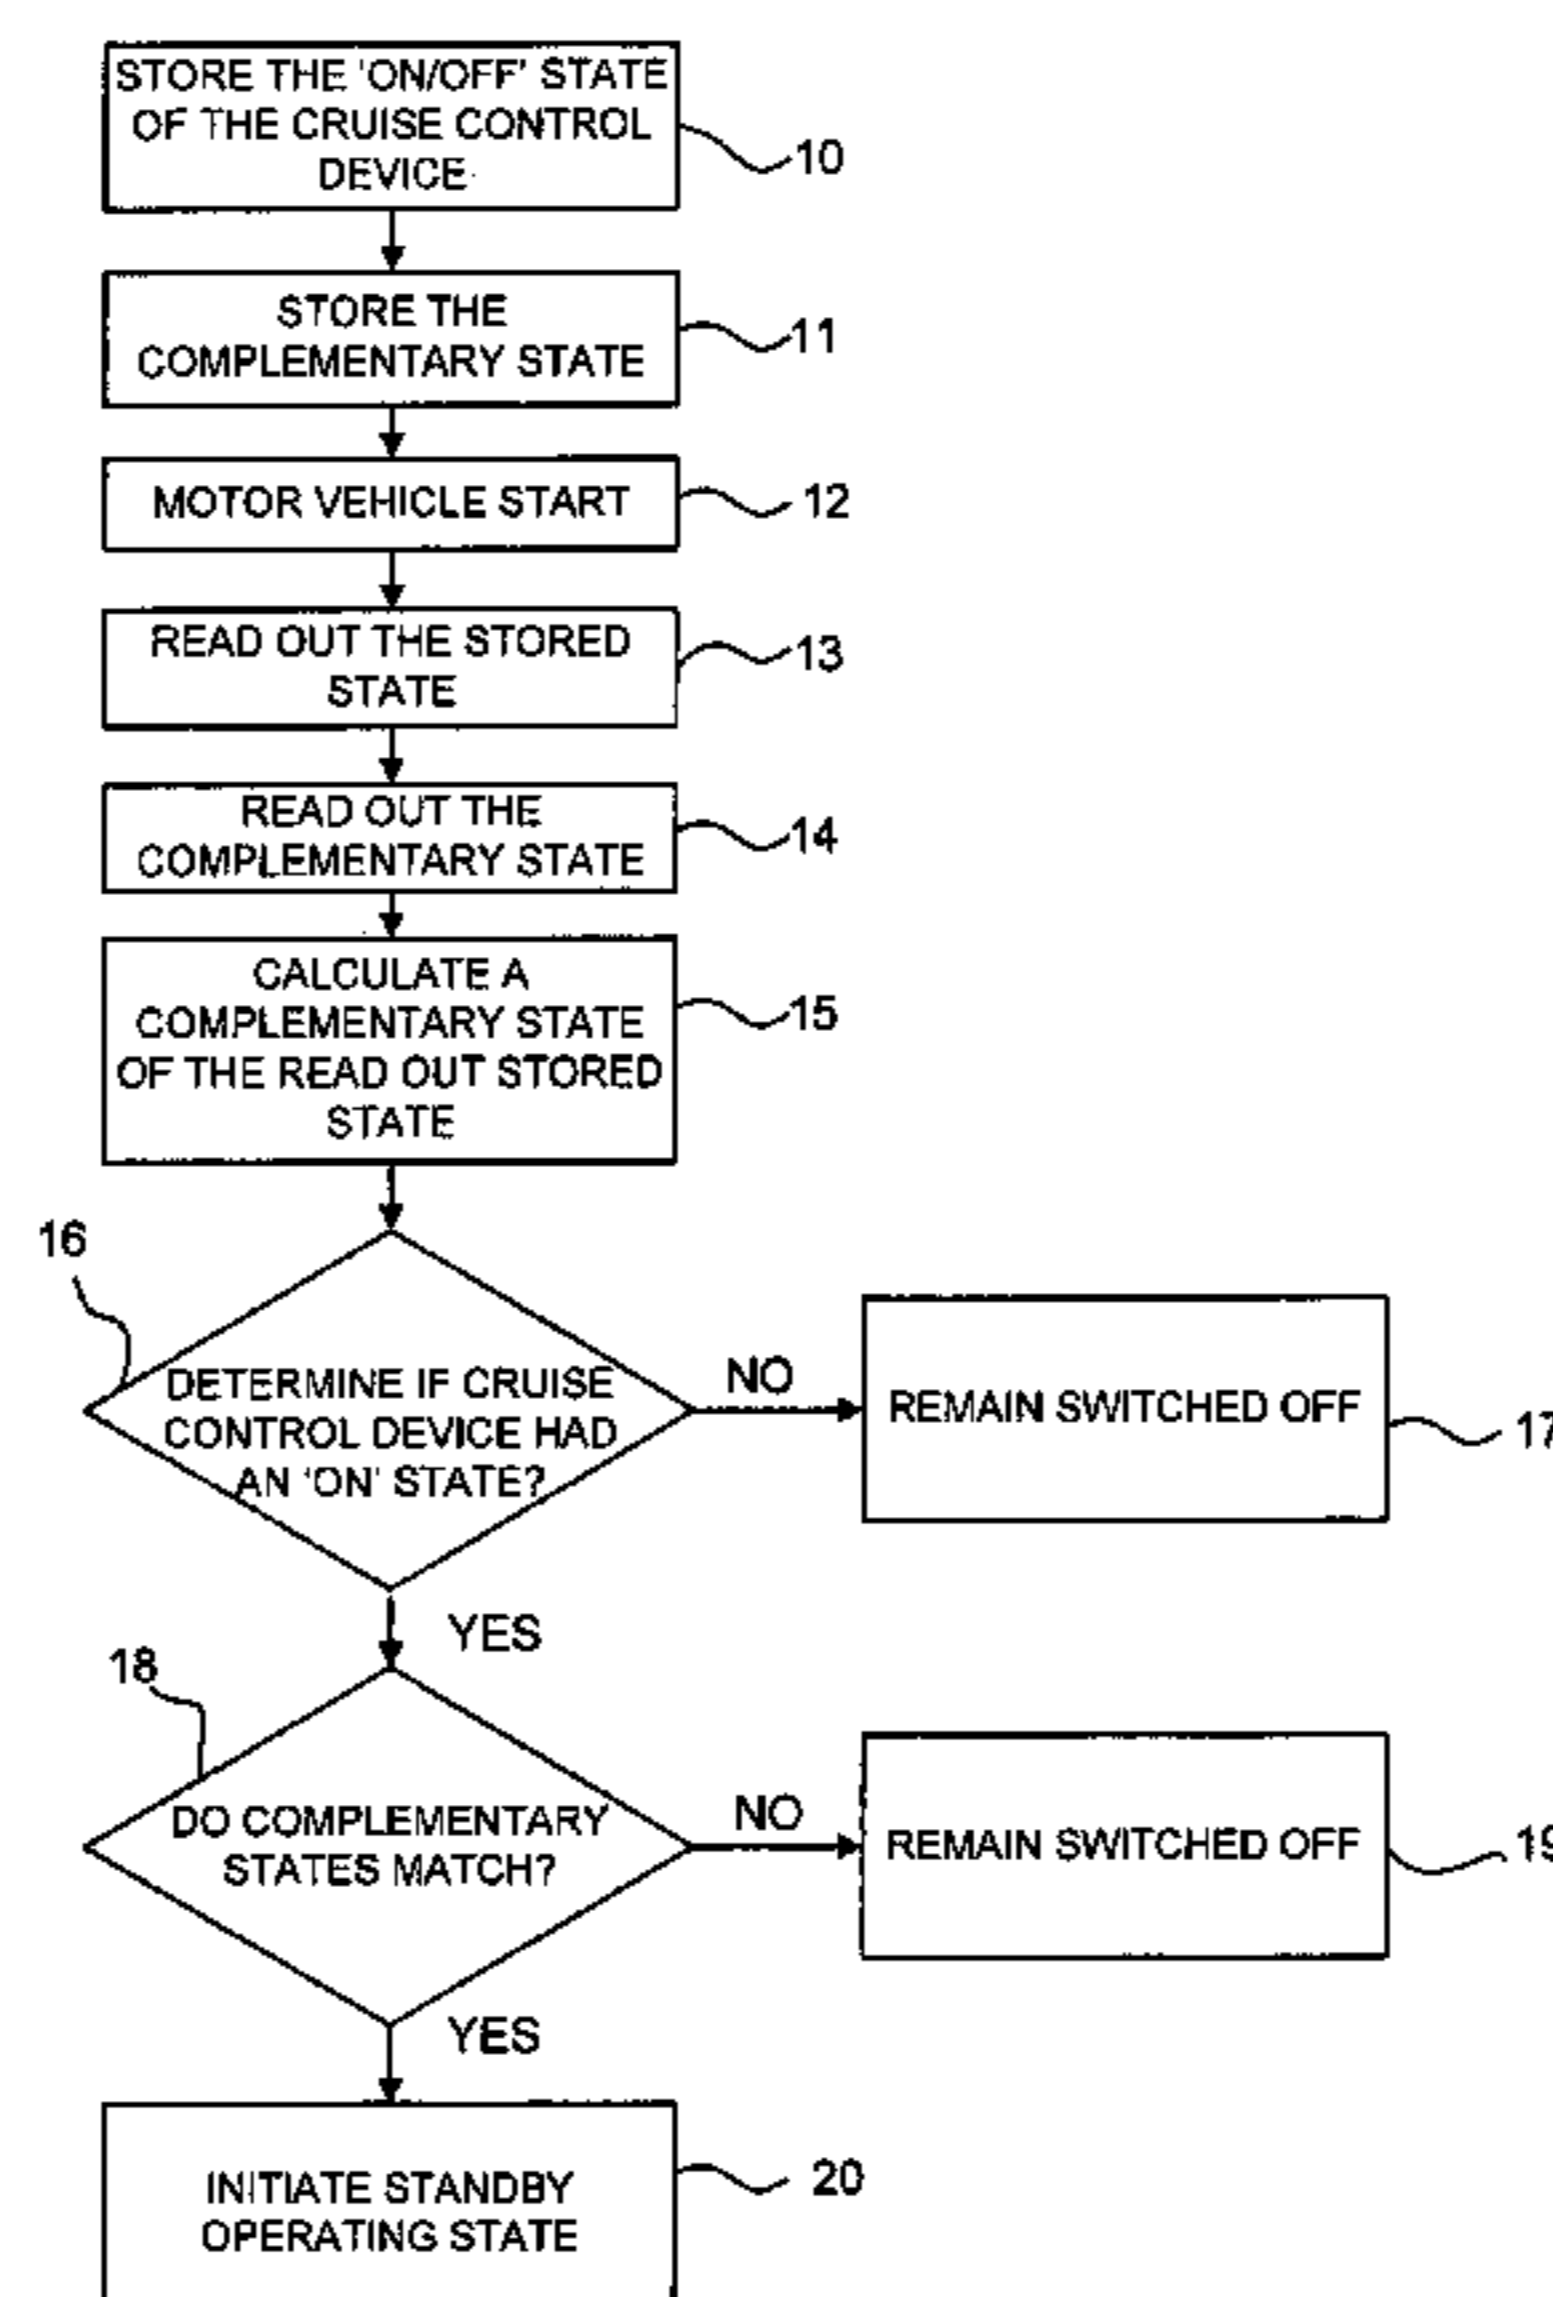 STORE THE 'ON/OFF' STATE
OF THE CRUISE CONTROL
DEVICE
10
STORE THE
COMPLEMENTARY STATE
11
MOTOR VEHICLE START
12
READ OUT THE STORED
STATE
13
READ OUT THE
COMPLEMENTARY STATE
14
CALCULATE A
COMPLEMENTARY STATE
OF THE READ OUT STORED
STATE
15
16
DETERMINE IF CRUISE
CONTROL DEVICE HAD
AN 'ON' STATE?
NO
REMAIN SWITCHED OFF
17
YES
18
DO COMPLEMENTARY
STATES MATCH?
NO
REMAIN SWITCHED OFF
19
YES
INITIATE STANDBY
OPERATING STATE
20